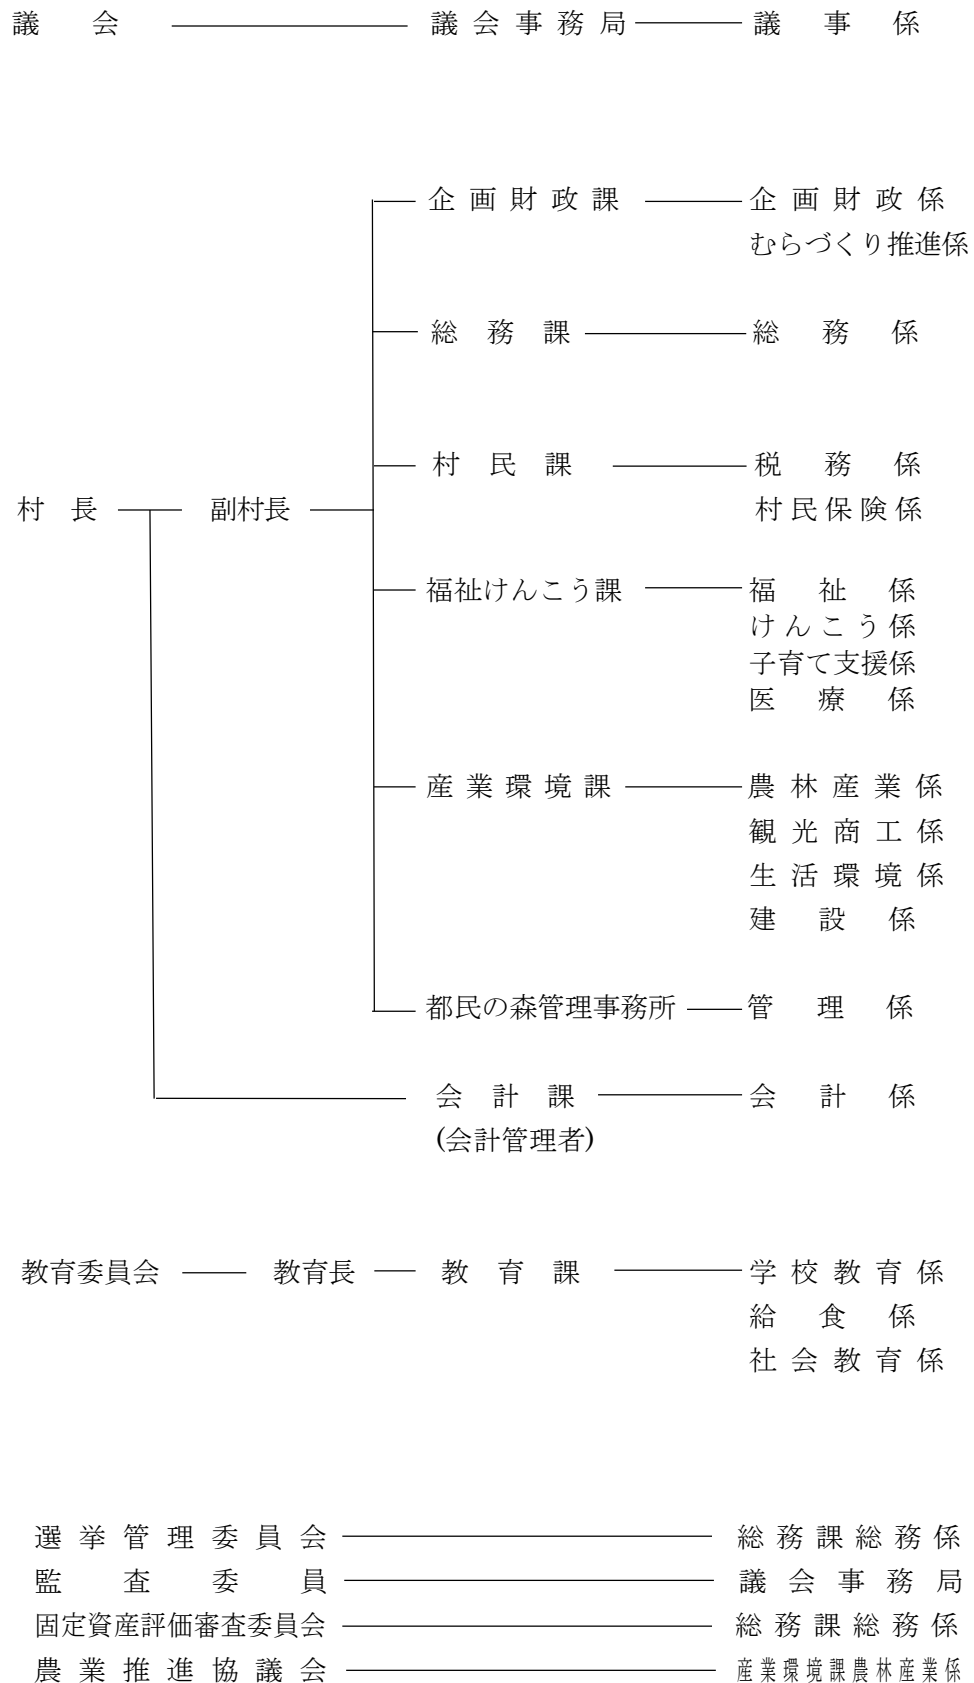 議会 議会事務局 議事係
企画財政課 企画財政係
むらづくり推進係
総務課 総務係
村民課 税務係
村長 副村長 村民保険係
福祉けんこう課 福祉係
けんこう係
子育て支援係
医療係
産業環境課 農林産業係
観光商工係
生活環境係
建設係
都民の森管理事務所 管理係
会計課 会計係
(会計管理者)
教育委員会 教育長 教育課 学校教育係
給食係
社会教育係
選挙管理委員会 総務課総務係
監査委員 議会事務局
固定資産評価審査委員会 総務課総務係
農業推進協議会 産業環境課農林産業係